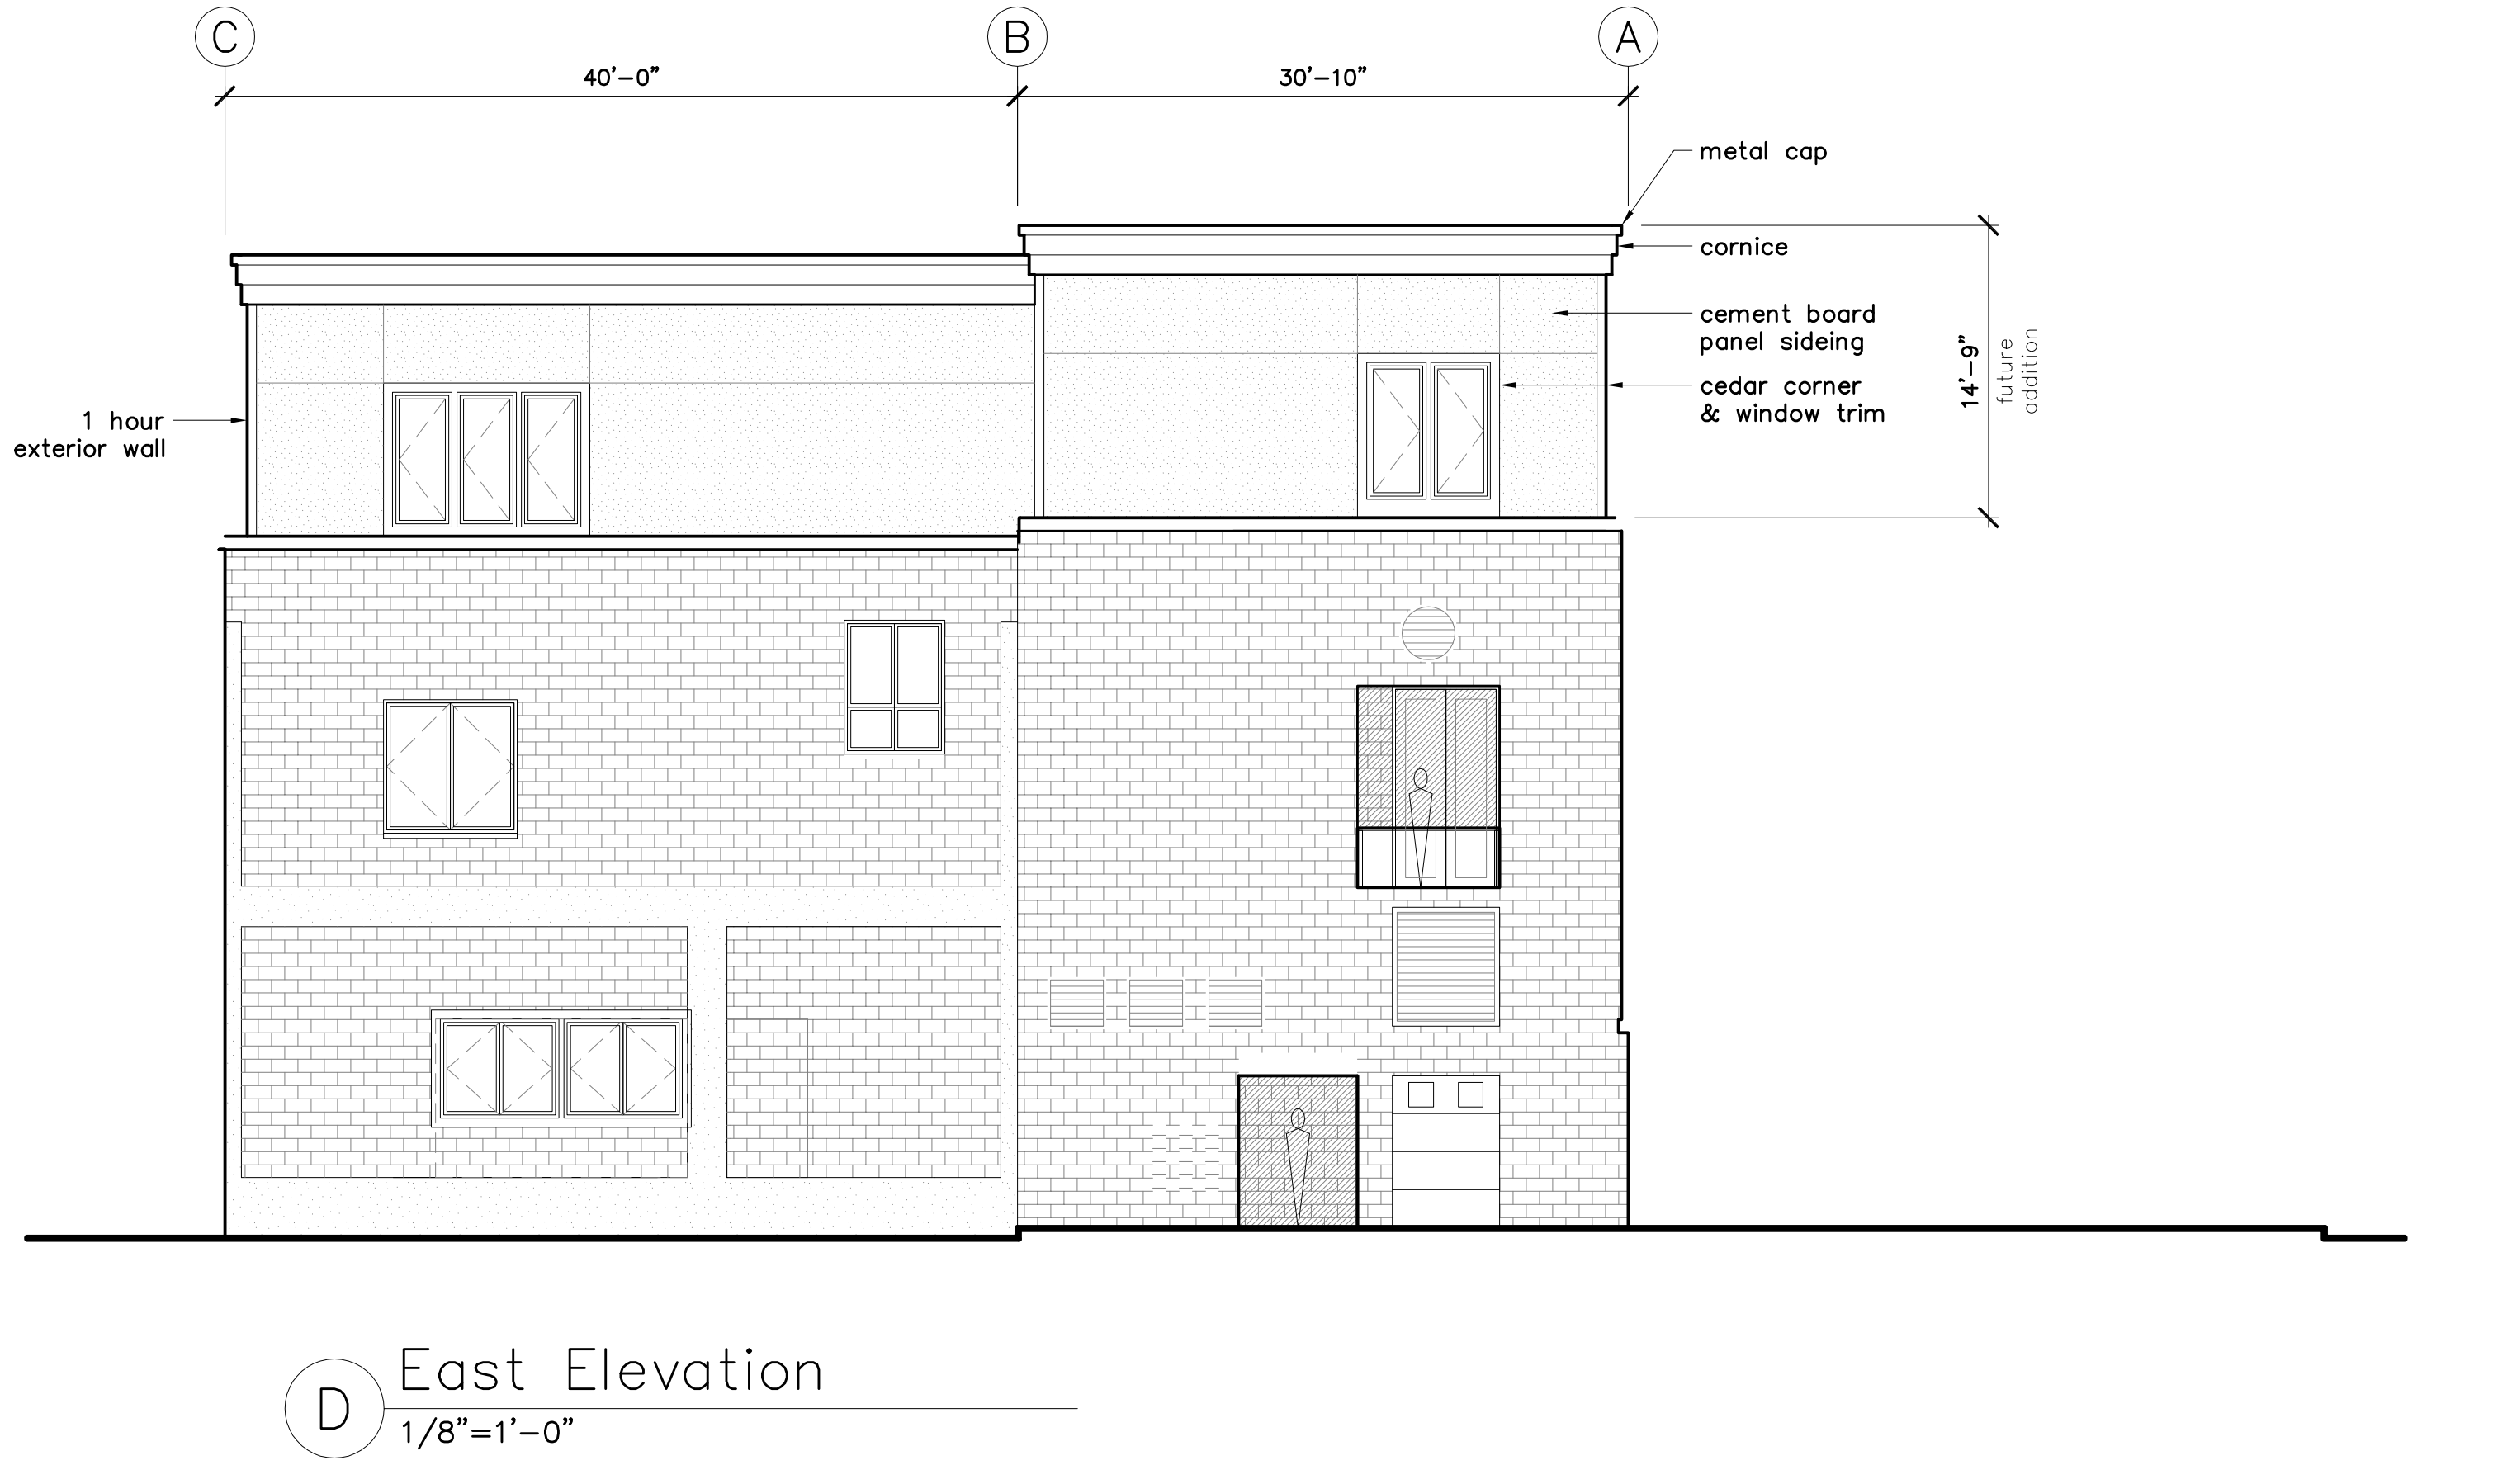 C
B
A
40'-0"
30'-10"
metal cap
cornice
cement board
panel sideing
cedar corner
& window trim
14'-9"
future
addition
1 hour
exterior wall
D
East Elevation
1/8"=1'-0"